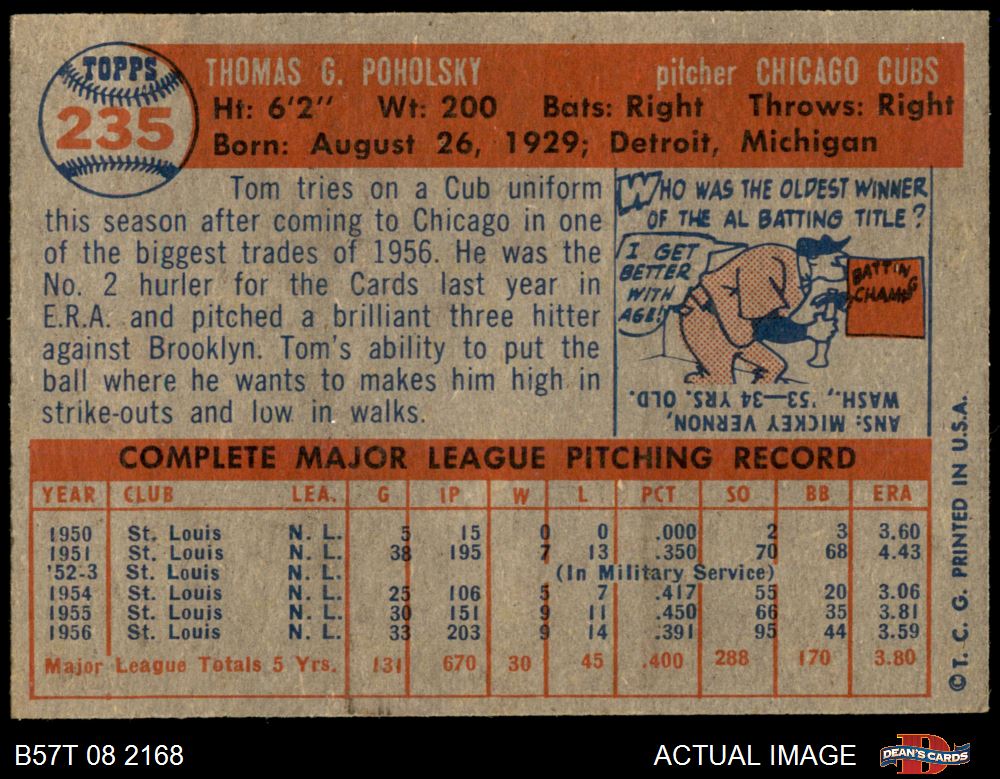 TOPPS
235
THOMAS G. POHOLSKY pitcher CHICAGO CUBS
Ht: 6'2" Wt: 200 Bats: Right Throws: Right
Born: August 26, 1929; Detroit, Michigan
Tom tries on a Cub uniform
this season after coming to Chicago in one
of the biggest trades of 1956. He was the
No. 2 hurler for the Cards last year in
E.R.A. and pitched a brilliant three hitter
against Brooklyn. Tom's ability to put the
ball where he wants to makes him high in
strike-outs and low in walks.
WHO WAS THE OLDEST WINNER
OF THE AL BATTING TITLE?
I GET
BETTER
WITH
AGE!
BATTING
CHAMP
ANS: MICKEY VERNON,
WASH., '53—34 YRS. OLD.
COMPLETE MAJOR LEAGUE PITCHING RECORD
YEAR CLUB LEA. G IP W L PCT SO BB ERA
1950 St. Louis N. L. 5 15 0 0 .000 2 3 3.60
1951 St. Louis N. L. 38 195 7 13 .350 70 68 4.43
'52-3 St. Louis N. L. (In Military Service)
1954 St. Louis N. L. 25 106 5 7 .417 55 20 3.06
1955 St. Louis N. L. 30 151 9 11 .450 66 35 3.81
1956 St. Louis N. L. 33 203 9 14 .391 95 44 3.59
Major League Totals 5 Yrs. 131 670 30 45 .400 288 170 3.80
© T. C. G. PRINTED IN U.S.A.
B57T 08 2168 ACTUAL IMAGE DEAN'S CARDS